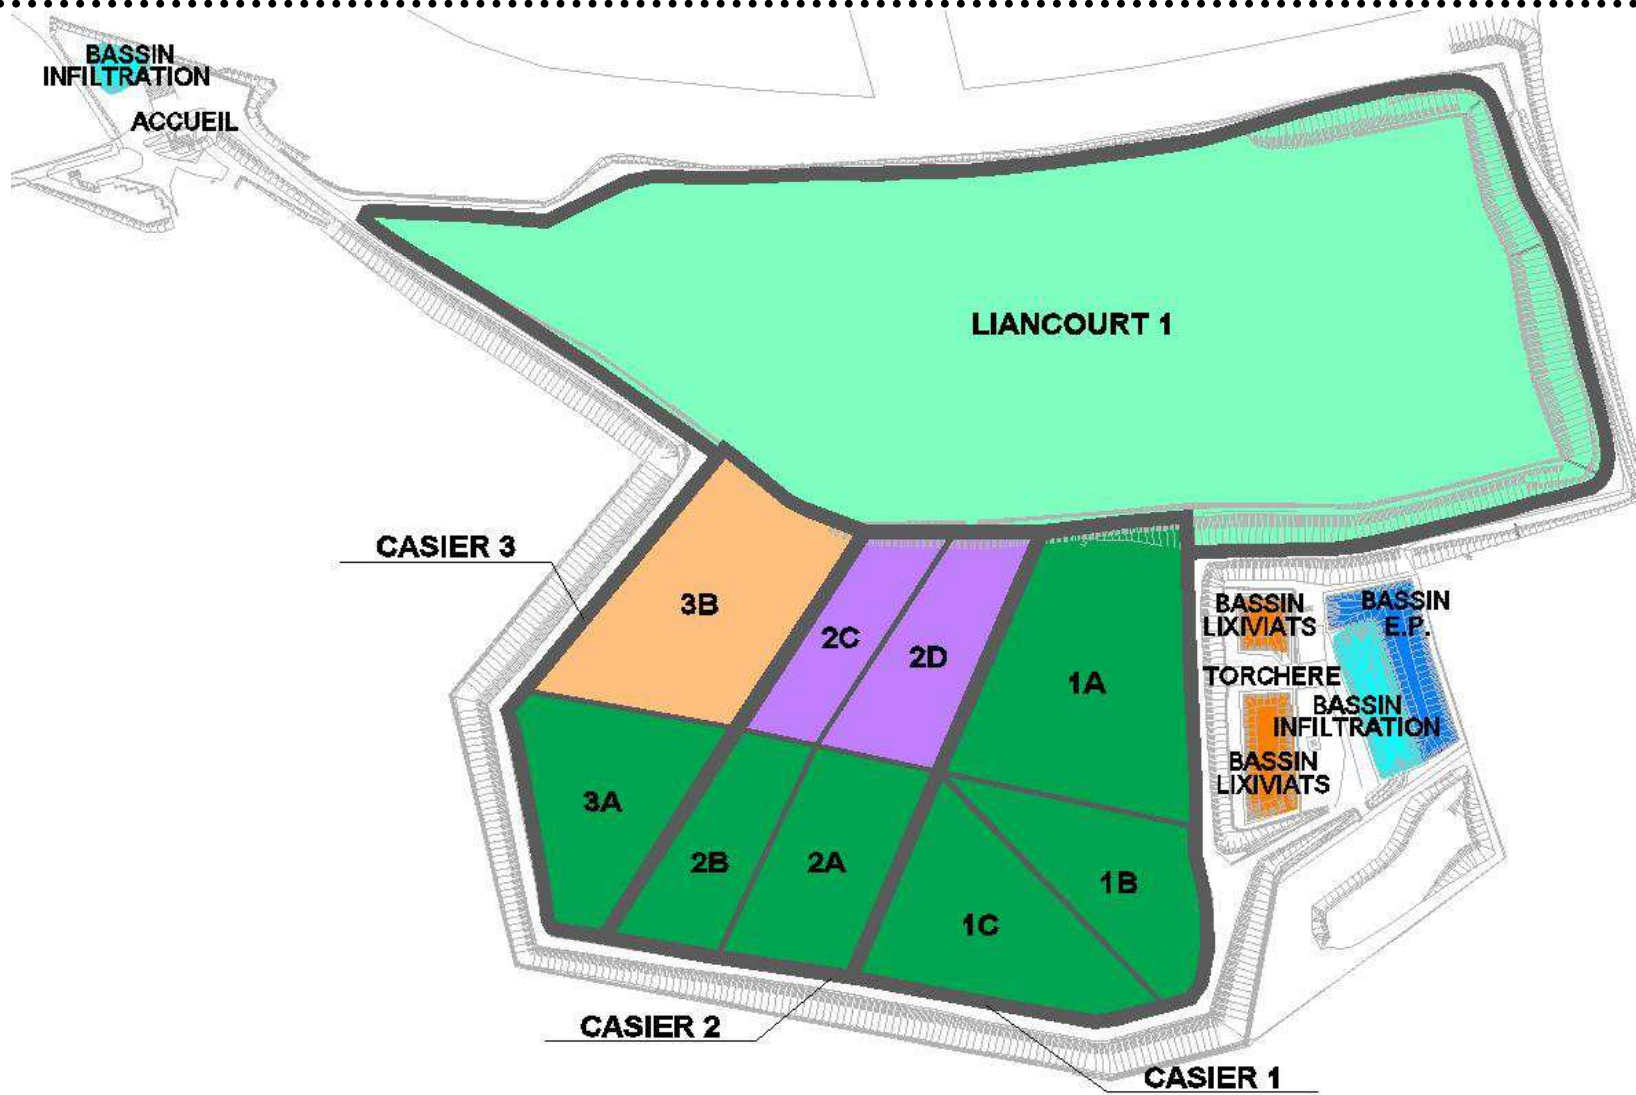 BASSIN
INFILTRATION
ACCUEIL
LIANCOURT 1
CASIER 3
3B
2C
2D
1A
BASSIN
LIXIVIATS
BASSIN
E.P.
TORCHERE
BASSIN
INFILTRATION
BASSIN
LIXIVIATS
3A
2B
2A
1B
1C
CASIER 2
CASIER 1